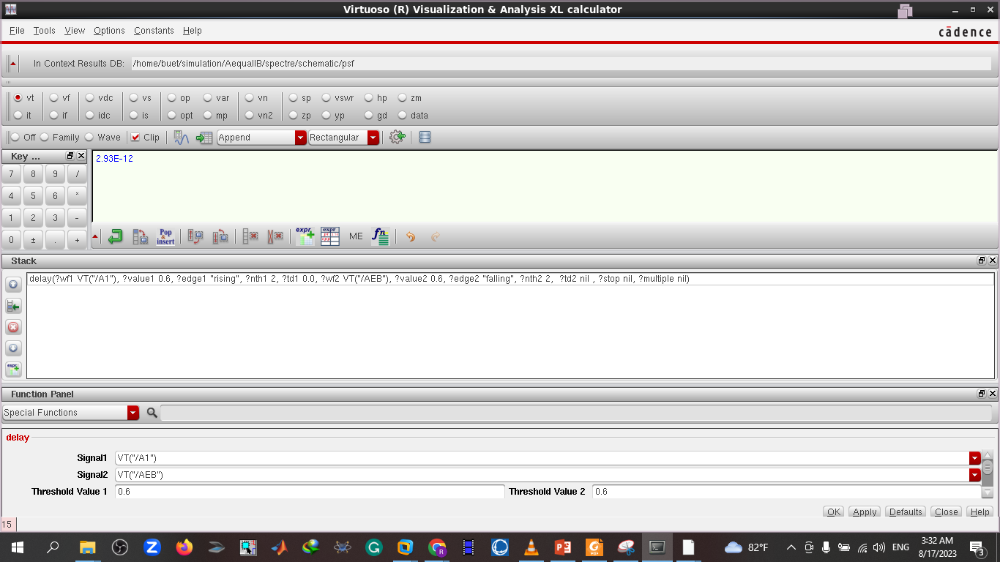 Virtuoso (R) Visualization & Analysis XL calculator
File Tools View Options Constants Help
cādence
In Context Results DB: /home/buet/simulation/AequallB/spectre/schematic/psf
vt vf vdc vs op var vn sp vswr hp zm
it if idc is opt mp vn2 zp yp gd data
Off Family Wave Clip Append Rectangular
Key ...
2.93E-12
7 8 9 /
4 5 6 *
1 2 3 -
0 ± . +
Pop & insert
expr
expr
ME
fn
Stack
delay(?wf1 VT("/A1"), ?value1 0.6, ?edge1 "rising", ?nth1 2, ?td1 0.0, ?wf2 VT("/AEB"), ?value2 0.6, ?edge2 "falling", ?nth2 2,  ?td2 nil , ?stop nil, ?multiple nil)
expr
Function Panel
Special Functions
delay
Signal1 VT("/A1")
Signal2 VT("/AEB")
Threshold Value 1 0.6 Threshold Value 2 0.6
OK Apply Defaults Close Help
15
82°F ENG 3:32 AM
8/17/2023
3